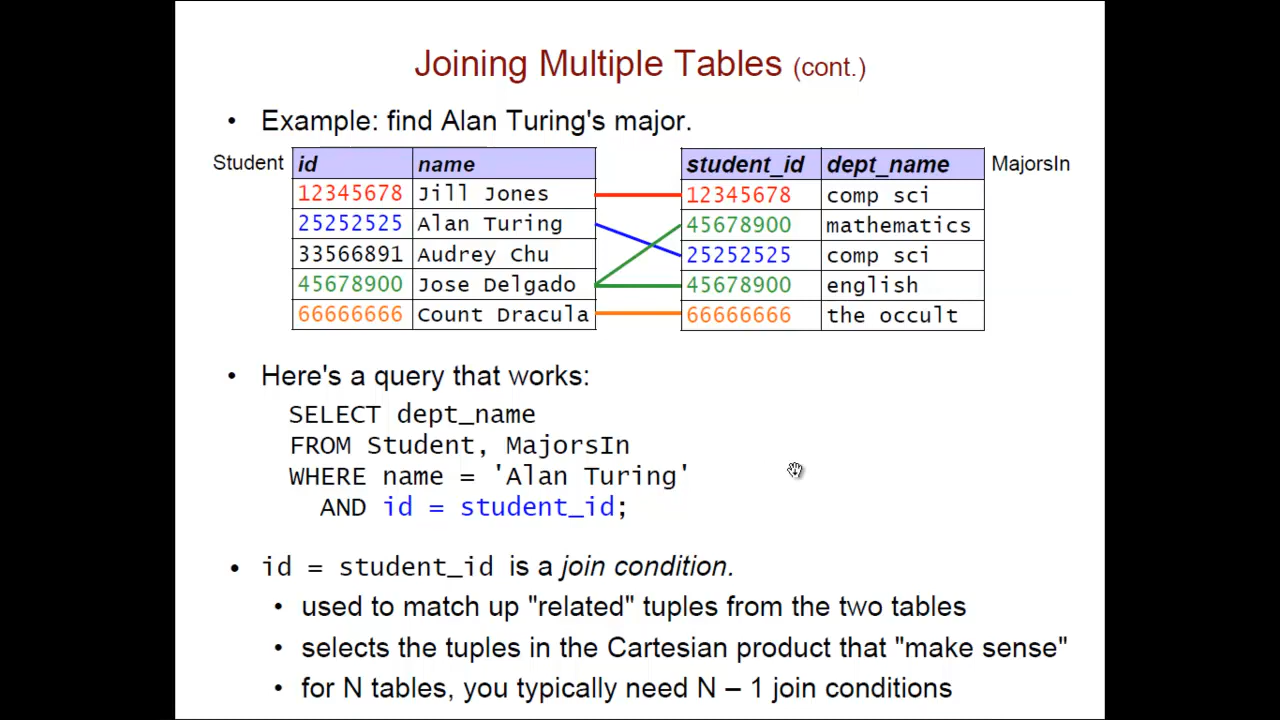 Joining Multiple Tables (cont.)
• Example: find Alan Turing's major.
Student id name student_id dept_name MajorsIn
12345678 Jill Jones 12345678 comp sci
25252525 Alan Turing 45678900 mathematics
33566891 Audrey Chu 25252525 comp sci
45678900 Jose Delgado 45678900 english
66666666 Count Dracula 66666666 the occult
• Here's a query that works:
SELECT dept_name
FROM Student, MajorsIn
WHERE name = 'Alan Turing'
AND id = student_id;
• id = student_id is a join condition.
• used to match up "related" tuples from the two tables
• selects the tuples in the Cartesian product that "make sense"
• for N tables, you typically need N – 1 join conditions